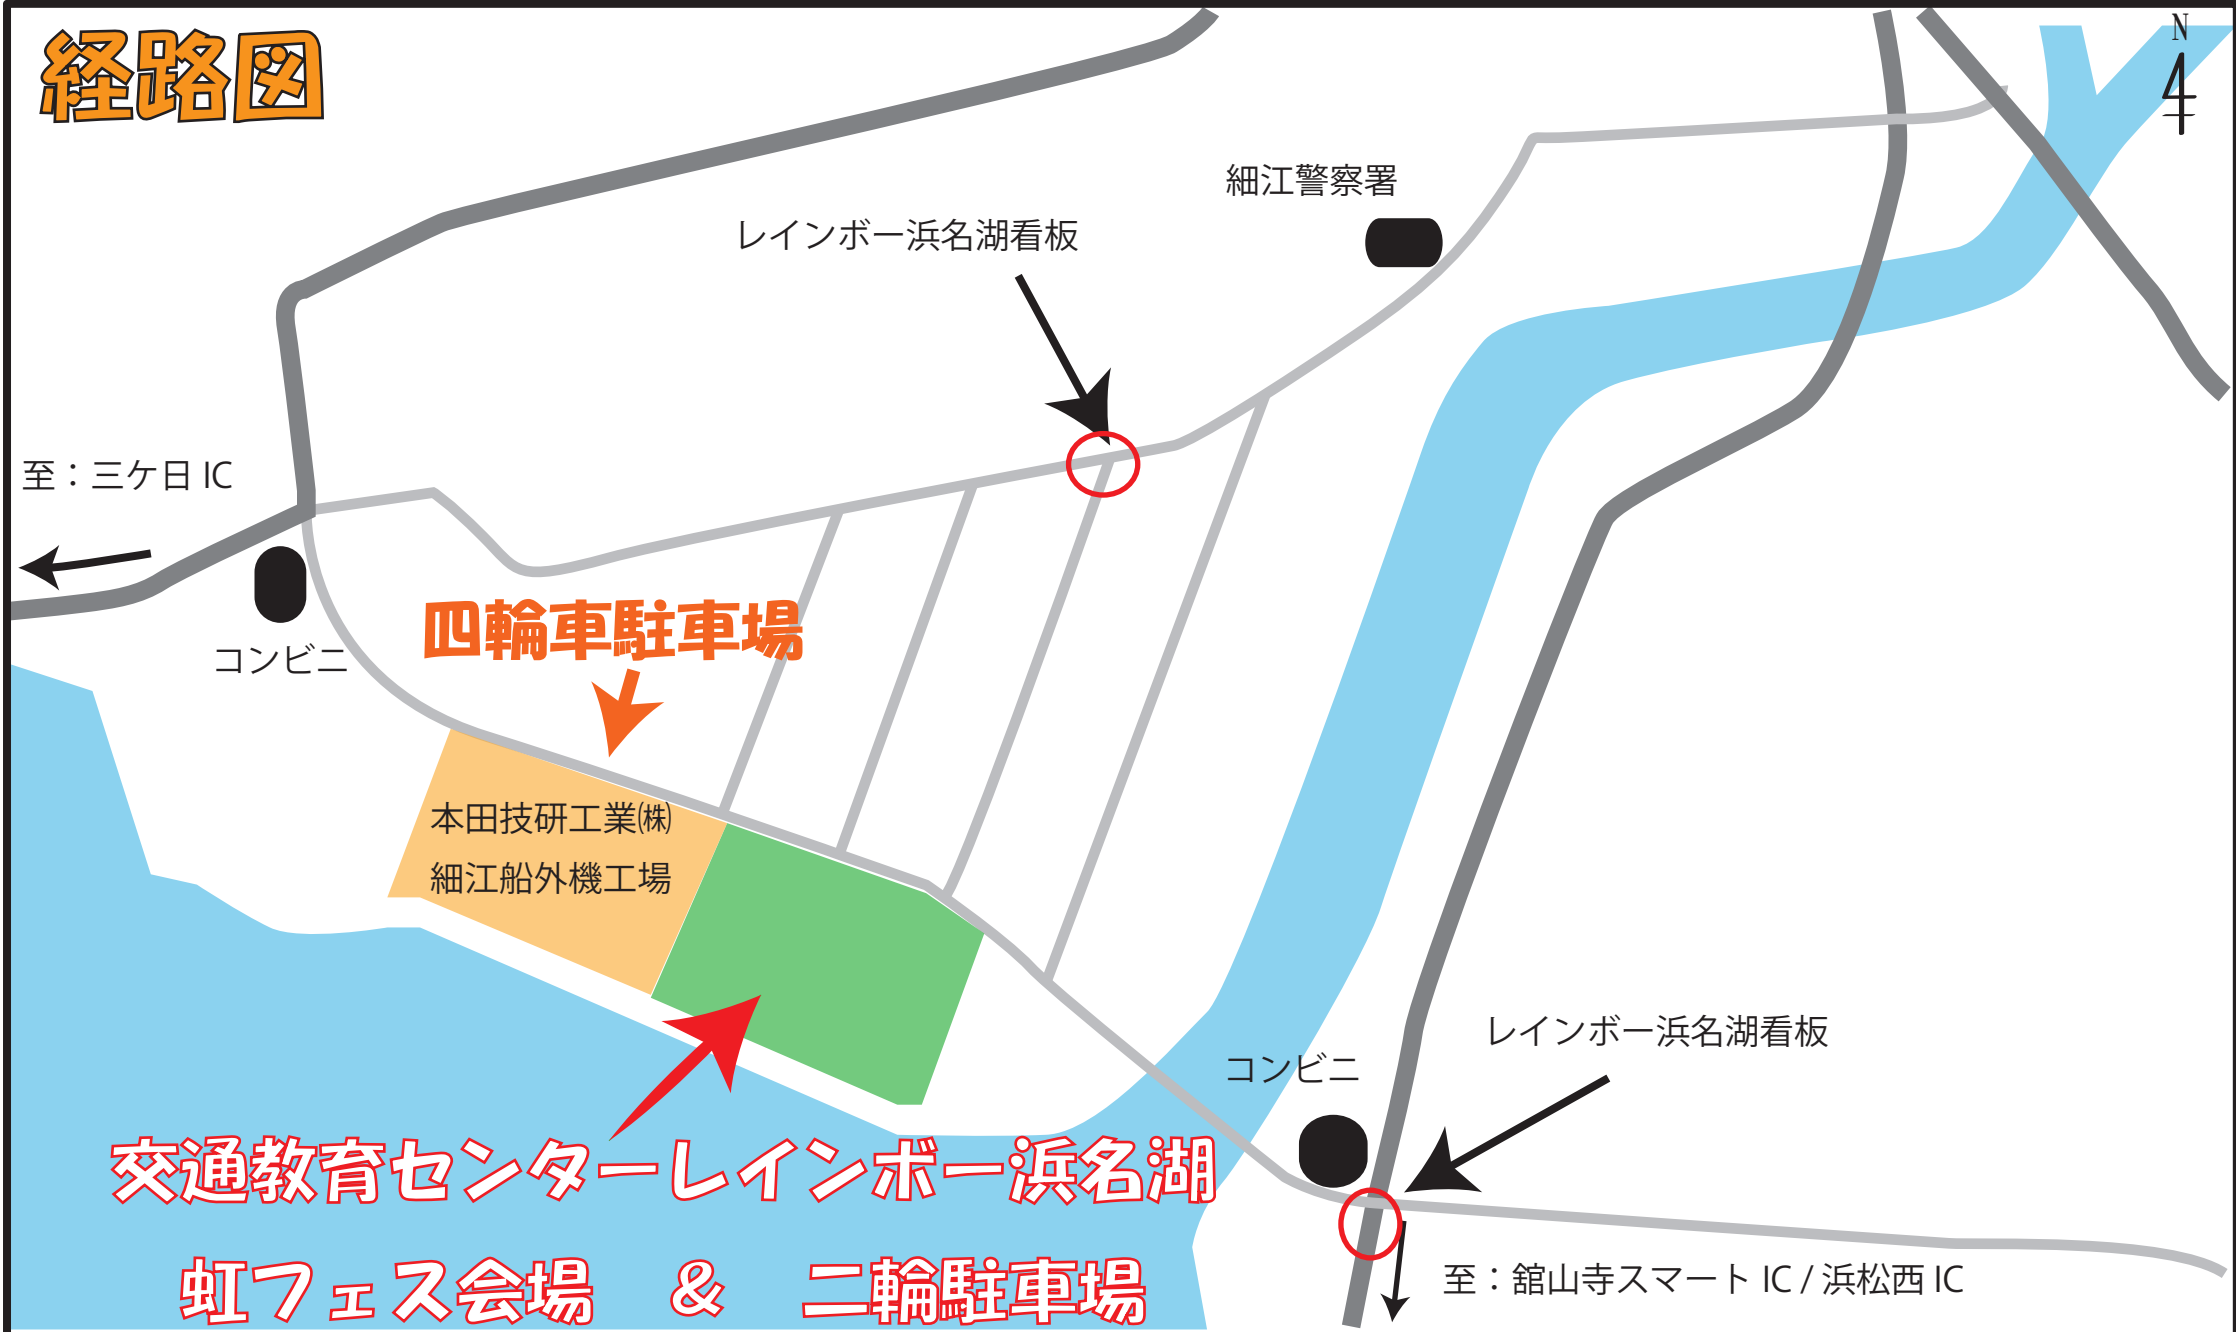 経路図
N
細江警察署
レインボー浜名湖看板
至：三ケ日 IC
コンビニ
四輪車駐車場
本田技研工業㈱
細江船外機工場
レインボー浜名湖看板
コンビニ
交通教育センターレインボー浜名湖
虹フェス会場　＆　二輪駐車場
至：舘山寺スマート IC / 浜松西 IC